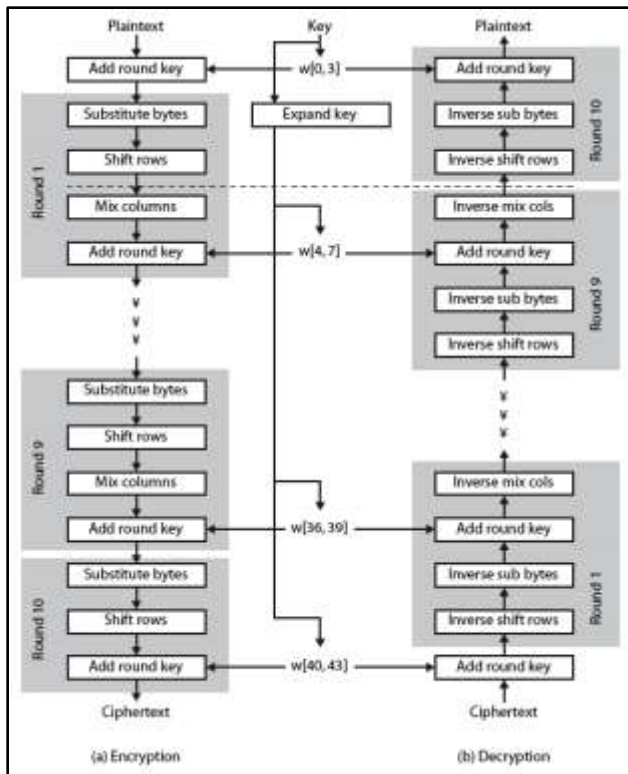 Plaintext
Key
Plaintext
Add round key
w[0, 3]
Add round key
Substitute bytes
Expand key
Inverse sub bytes
Shift rows
Inverse shift rows
Round 1
Round 10
Mix columns
Inverse mix cols
Add round key
w[4, 7]
Add round key
Inverse sub bytes
Round 9
Inverse shift rows
Substitute bytes
Shift rows
Round 9
Mix columns
Inverse mix cols
Add round key
w[36, 39]
Add round key
Substitute bytes
Inverse sub bytes
Round 10
Round 1
Shift rows
Inverse shift rows
Add round key
w[40, 43]
Add round key
Ciphertext
Ciphertext
(a) Encryption
(b) Decryption